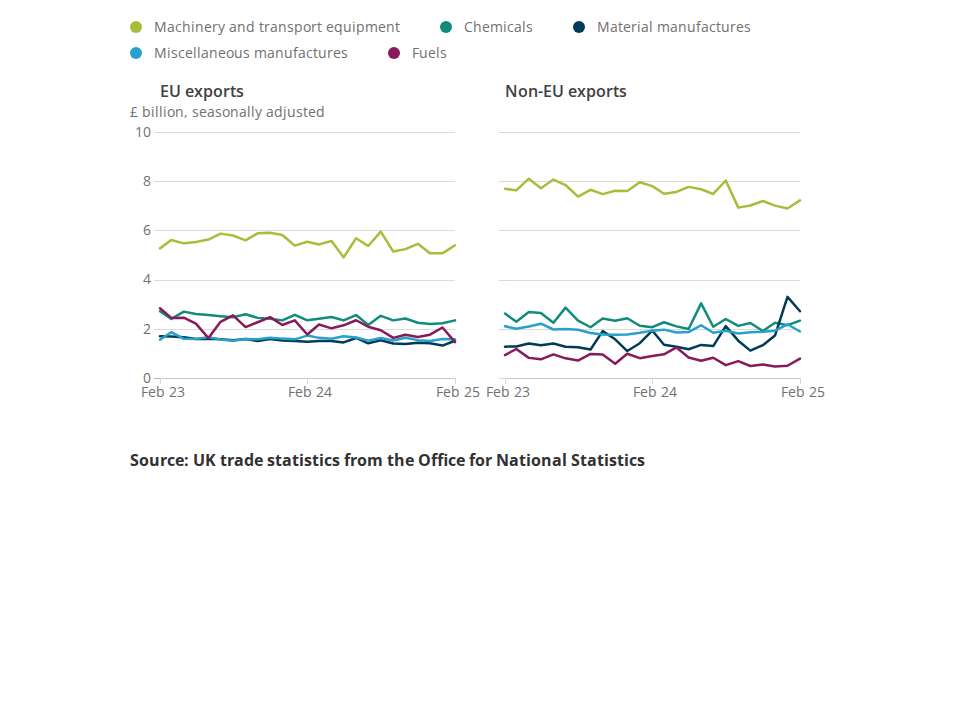 Machinery and transport equipment Chemicals Material manufactures
Miscellaneous manufactures Fuels
EU exports Non-EU exports
£ billion, seasonally adjusted
10
8
6
4
2
0
Feb 23 Feb 24 Feb 25 Feb 23 Feb 24 Feb 25
Source: UK trade statistics from the Office for National Statistics